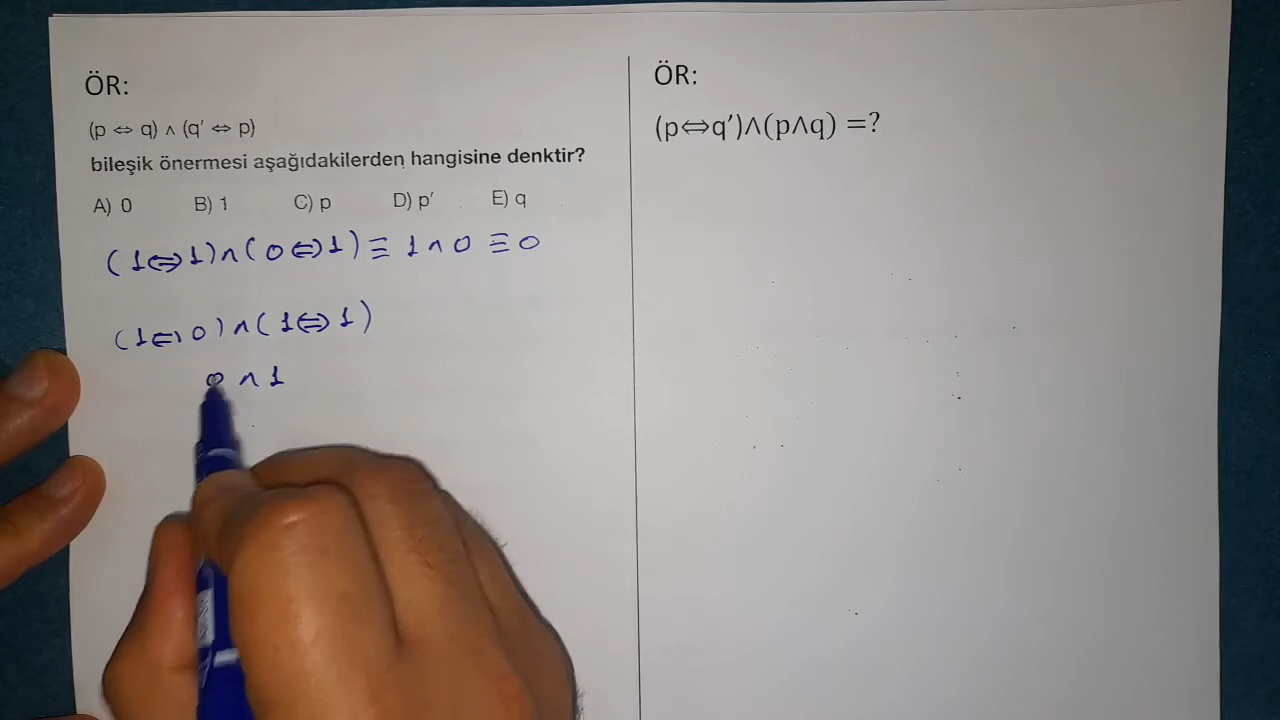 ÖR:
(p ⇔ q) ∧ (q′ ⇔ p)
bileşik önermesi aşağıdakilerden hangisine denktir?
A) 0 B) 1 C) p D) p′ E) q
(1⇔1)∧(0⇔1)≡ 1∧0 ≡0
(1⇔0)∧(1⇔1)
0 ∧ 1
ÖR:
(p⇔q′)∧(p∧q) =?